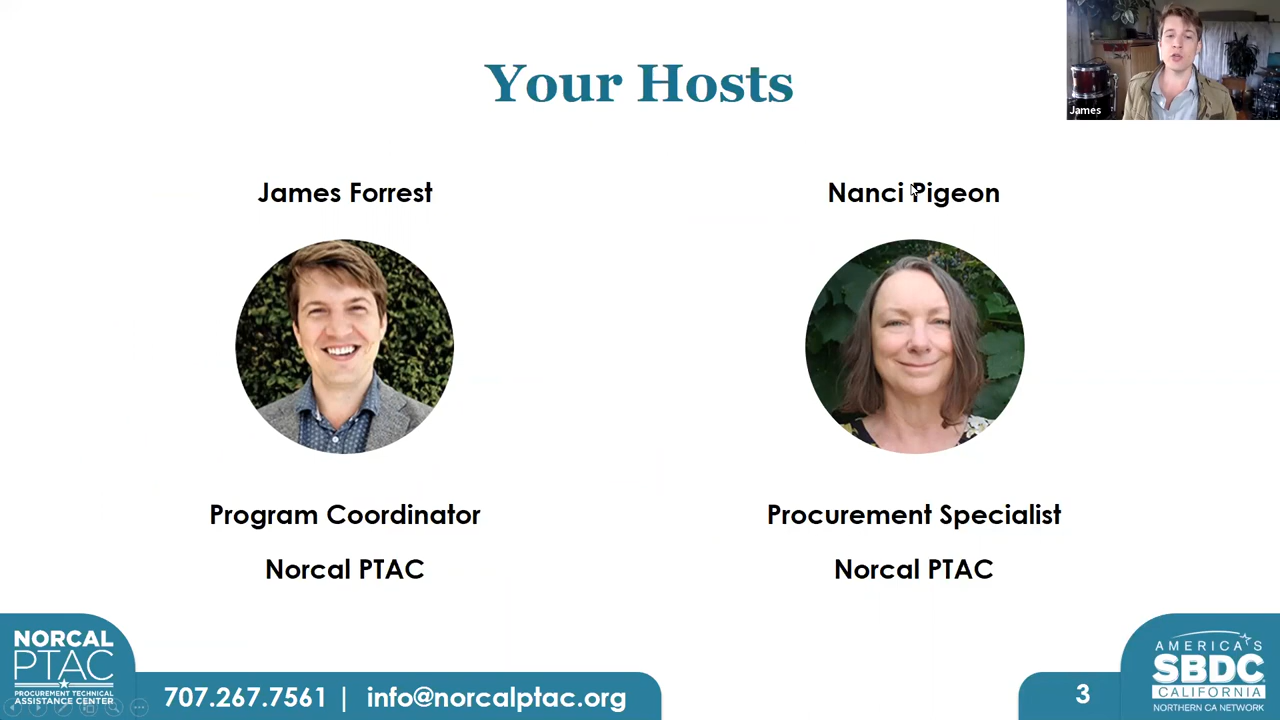 Your Hosts
James
James Forrest
Nanci Pigeon
Program Coordinator
Norcal PTAC
Procurement Specialist
Norcal PTAC
NORCAL
PTAC
PROCUREMENT TECHNICAL
ASSISTANCE CENTER
707.267.7561 | info@norcalptac.org
3
AMERICA'S
SBDC
CALIFORNIA
NORTHERN CA NETWORK